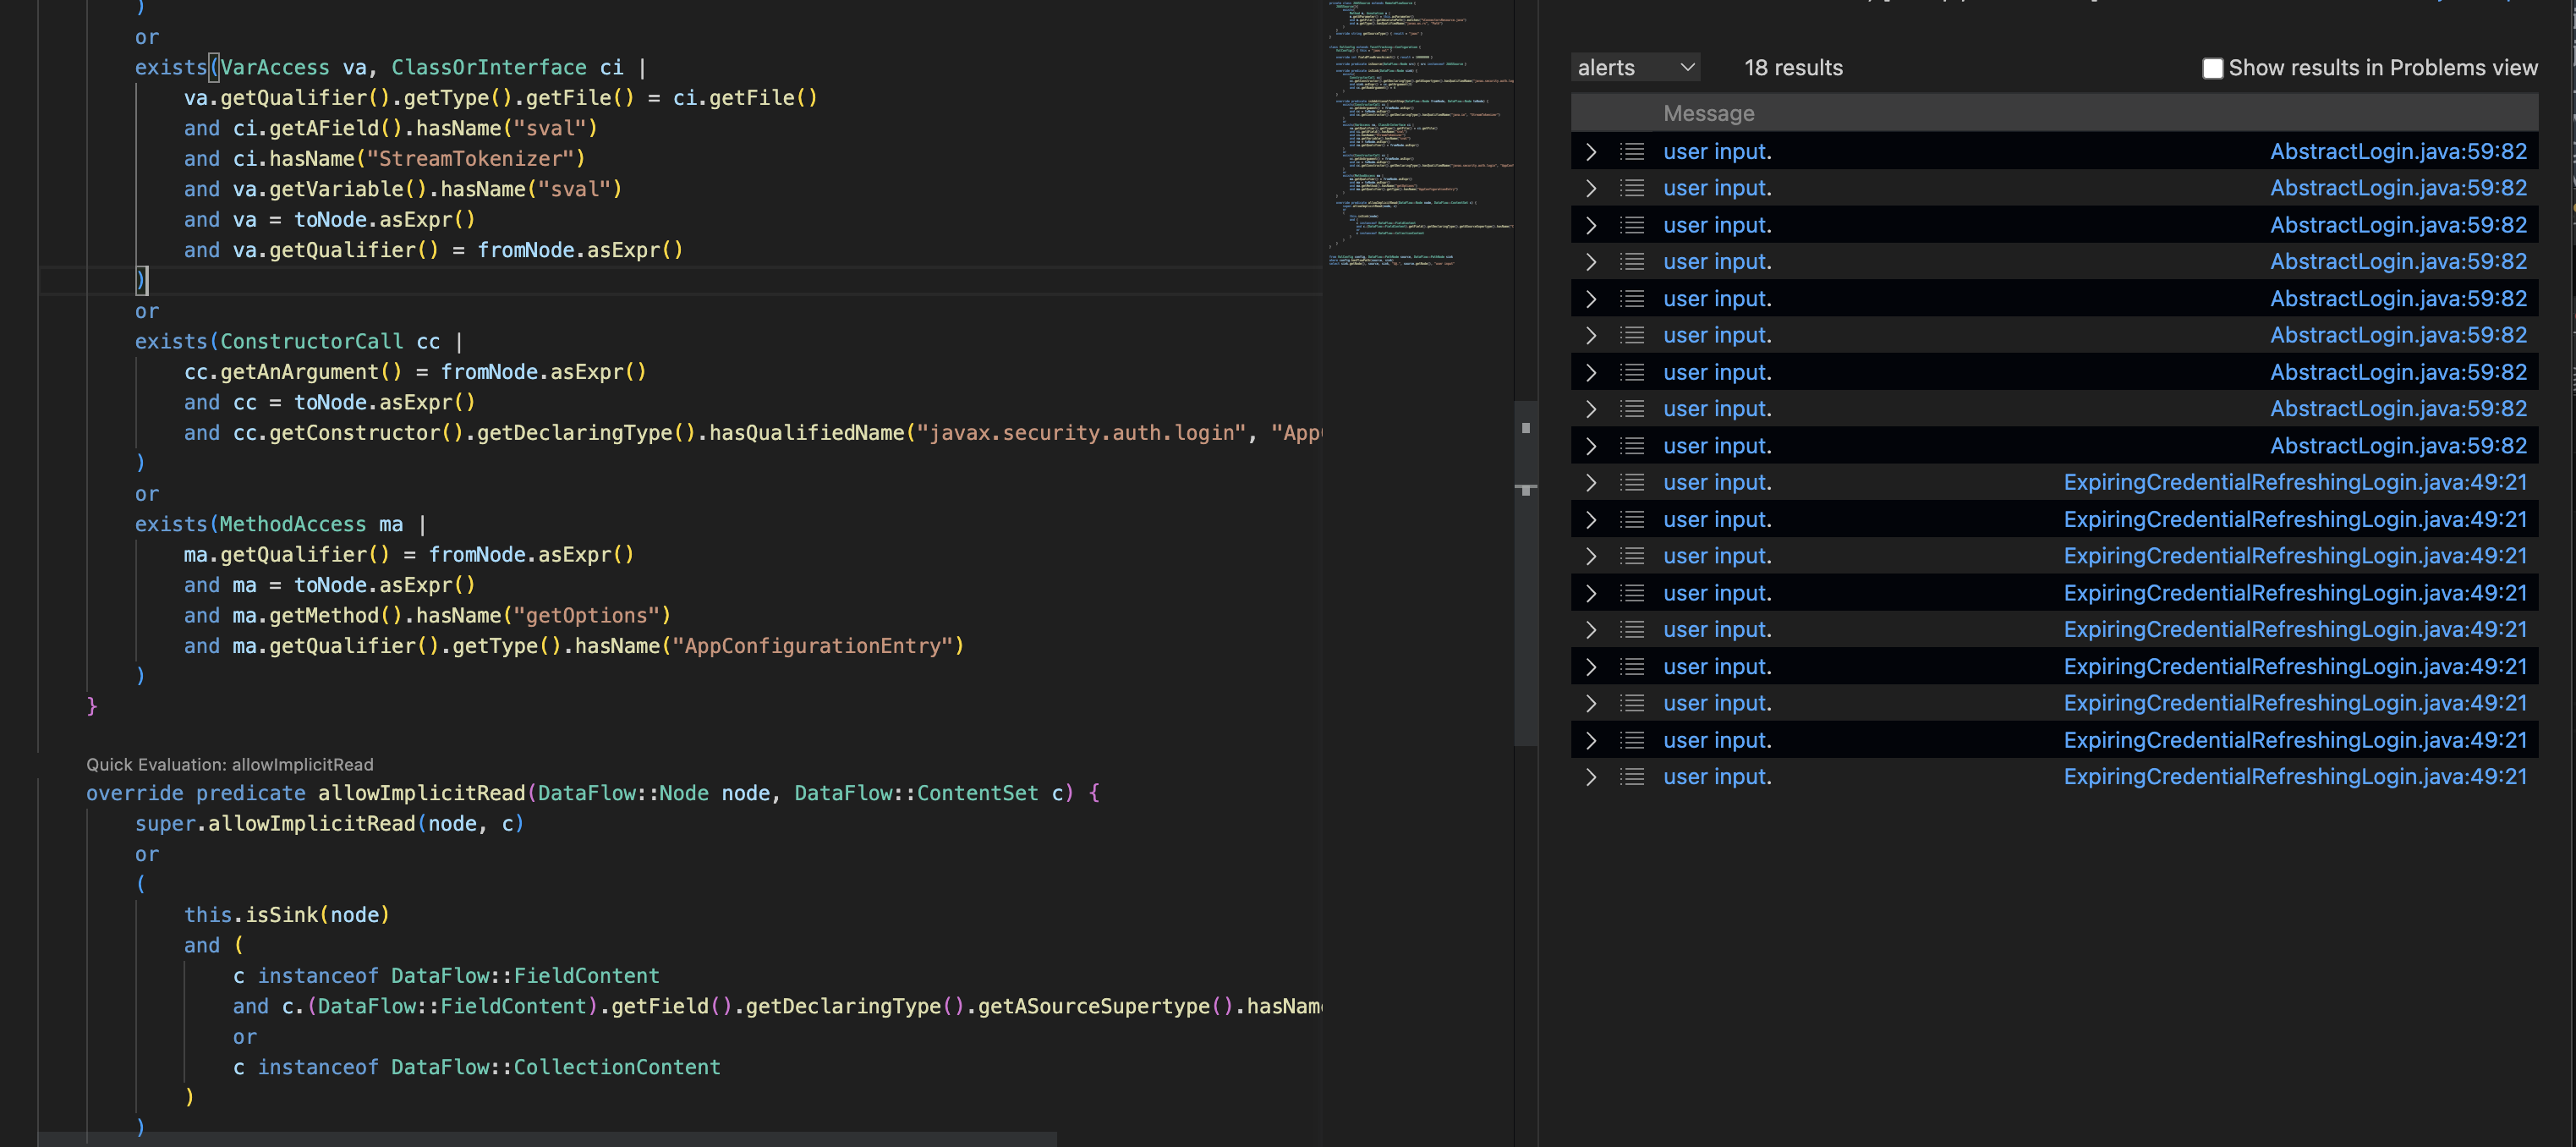 )
or
exists(VarAccess va, ClassOrInterface ci |
va.getQualifier().getType().getFile() = ci.getFile()
and ci.getAField().hasName("sval")
and ci.hasName("StreamTokenizer")
and va.getVariable().hasName("sval")
and va = toNode.asExpr()
and va.getQualifier() = fromNode.asExpr()
)
or
exists(ConstructorCall cc |
cc.getAnArgument() = fromNode.asExpr()
and cc = toNode.asExpr()
and cc.getConstructor().getDeclaringType().hasQualifiedName("javax.security.auth.login", "App
)
or
exists(MethodAccess ma |
ma.getQualifier() = fromNode.asExpr()
and ma = toNode.asExpr()
and ma.getMethod().hasName("getOptions")
and ma.getQualifier().getType().hasName("AppConfigurationEntry")
)
}
Quick Evaluation: allowImplicitRead
override predicate allowImplicitRead(DataFlow::Node node, DataFlow::ContentSet c) {
super.allowImplicitRead(node, c)
or
(
this.isSink(node)
and (
c instanceof DataFlow::FieldContent
and c.(DataFlow::FieldContent).getField().getDeclaringType().getASourceSupertype().hasName
or
c instanceof DataFlow::CollectionContent
)
)
alerts 18 results Show results in Problems view
Message
user input. AbstractLogin.java:59:82
user input. AbstractLogin.java:59:82
user input. AbstractLogin.java:59:82
user input. AbstractLogin.java:59:82
user input. AbstractLogin.java:59:82
user input. AbstractLogin.java:59:82
user input. AbstractLogin.java:59:82
user input. AbstractLogin.java:59:82
user input. AbstractLogin.java:59:82
user input. ExpiringCredentialRefreshingLogin.java:49:21
user input. ExpiringCredentialRefreshingLogin.java:49:21
user input. ExpiringCredentialRefreshingLogin.java:49:21
user input. ExpiringCredentialRefreshingLogin.java:49:21
user input. ExpiringCredentialRefreshingLogin.java:49:21
user input. ExpiringCredentialRefreshingLogin.java:49:21
user input. ExpiringCredentialRefreshingLogin.java:49:21
user input. ExpiringCredentialRefreshingLogin.java:49:21
user input. ExpiringCredentialRefreshingLogin.java:49:21